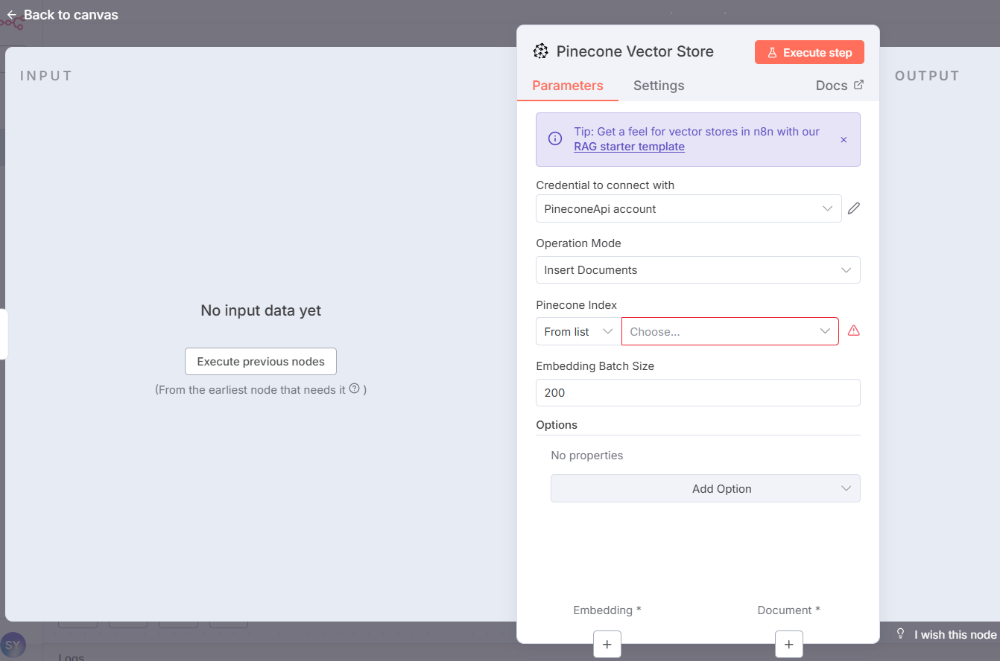 Back to canvas
INPUT
No input data yet
Execute previous nodes
(From the earliest node that needs it ? )
Pinecone Vector Store
Execute step
Parameters
Settings
Docs
Tip: Get a feel for vector stores in n8n with our
RAG starter template
Credential to connect with
PineconeApi account
Operation Mode
Insert Documents
Pinecone Index
From list
Choose...
Embedding Batch Size
200
Options
No properties
Add Option
Embedding *
Document *
OUTPUT
I wish this node
SY
Logs